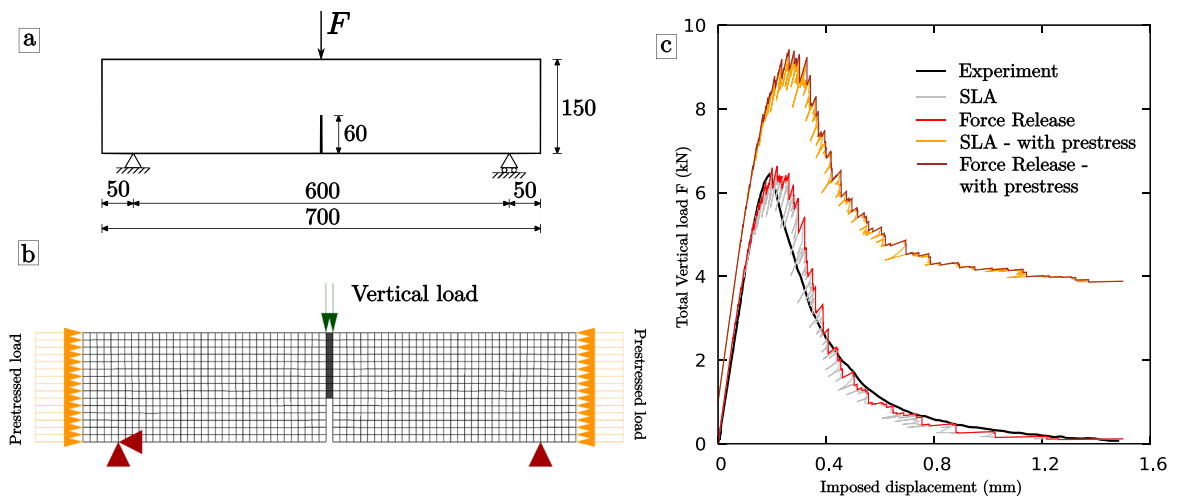 a
F
150
60
50
600
50
700
b
Vertical load
Prestressed load
Prestressed load
c
10
8
6
4
2
0
Total Vertical load F (kN)
Experiment
SLA
Force Release
SLA - with prestress
Force Release -
with prestress
0
0.4
0.8
1.2
1.6
Imposed displacement (mm)